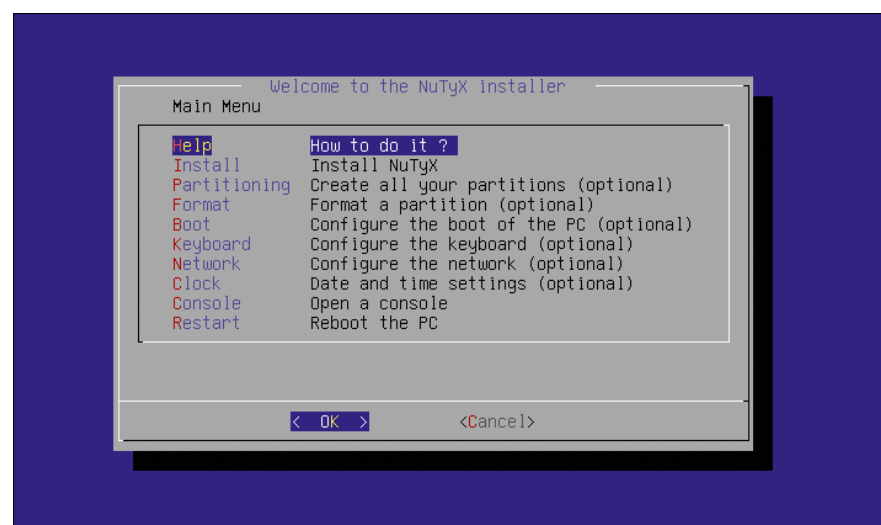 Welcome to the NuTyX installer
Main Menu
Help How to do it ?
Install Install NuTyX
Partitioning Create all your partitions (optional)
Format Format a partition (optional)
Boot Configure the boot of the PC (optional)
Keyboard Configure the keyboard (optional)
Network Configure the network (optional)
Clock Date and time settings (optional)
Console Open a console
Restart Reboot the PC
< OK > <Cancel>